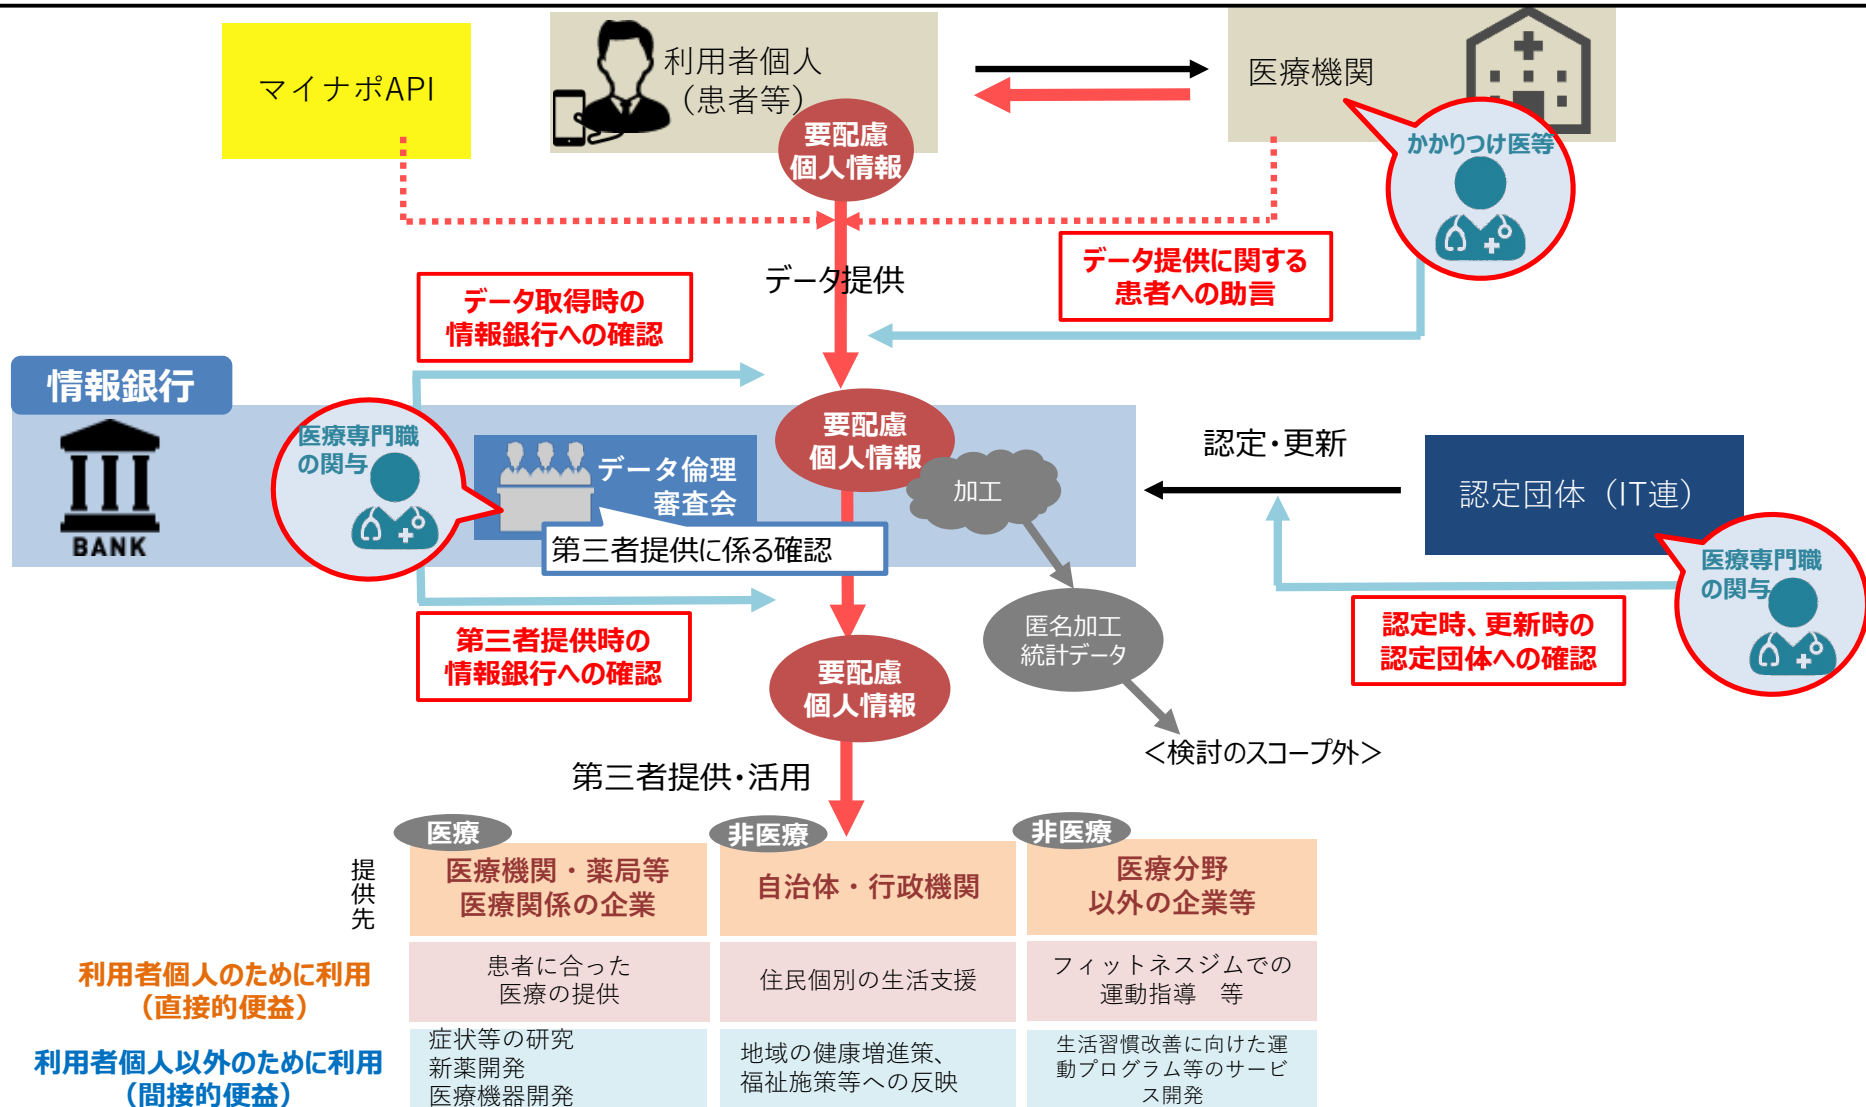 マイナポAPI
利用者個人
（患者等）
要配慮
個人情報
医療機関
かかりつけ医等
データ提供
データ提供に関する
患者への助言
データ取得時の
情報銀行への確認
情報銀行
BANK
医療専門職
の関与
データ倫理
審査会
第三者提供に係る確認
要配慮
個人情報
加工
認定・更新
認定団体（IT連）
医療専門職
の関与
認定時、更新時の
認定団体への確認
第三者提供時の
情報銀行への確認
匿名加工
統計データ
要配慮
個人情報
＜検討のスコープ外＞
第三者提供・活用
提供先
医療
医療機関・薬局等
医療関係の企業
非医療
自治体・行政機関
非医療
医療分野
以外の企業等
利用者個人のために利用
（直接的便益）
患者に合った
医療の提供
住民個別の生活支援
フィットネスジムでの
運動指導　等
利用者個人以外のために利用
（間接的便益）
症状等の研究
新薬開発
医療機器開発
地域の健康増進策、
福祉施策等への反映
生活習慣改善に向けた運
動プログラム等のサービ
ス開発